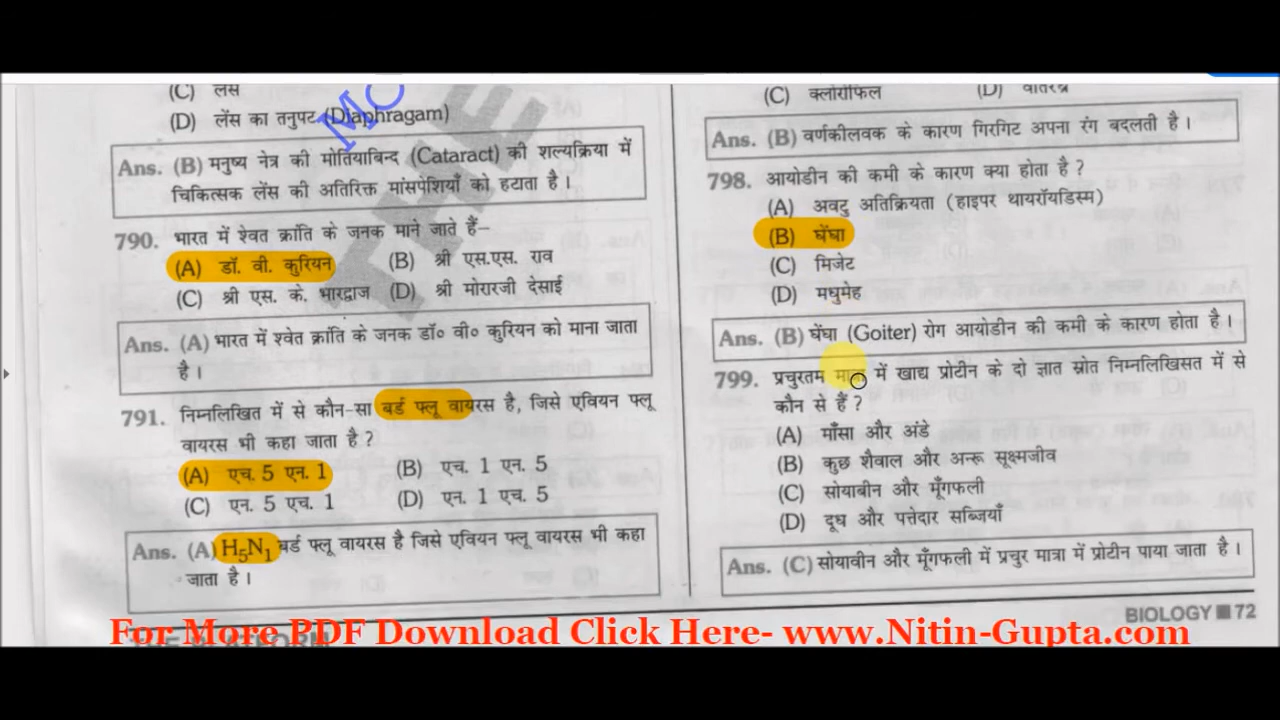 (C) लेंस
(D) लेंस का तनुपट (Diaphragam)
Ans. (B) मनुष्य नेत्र की मोतियाबिन्द (Cataract) की शल्यक्रिया में
चिकित्सक लेंस की अतिरिक्त मांसपेशियाँ को हटाता है।
790. भारत में श्वेत क्रांति के जनक माने जाते हैं–
(A) डॉ. वी. कुरियन (B) श्री एस.एस. राव
(C) श्री एस. के. भारद्वाज (D) श्री मोरारजी देसाई
Ans. (A) भारत में श्वेत क्रांति के जनक डॉ० वी० कुरियन को माना जाता
है।
791. निम्नलिखित में से कौन-सा बर्ड फ्लू वायरस है, जिसे एवियन फ्लू
वायरस भी कहा जाता है ?
(A) एच. 5 एन. 1 (B) एच. 1 एन. 5
(C) एन. 5 एच. 1 (D) एन. 1 एच. 5
Ans. (A) H5N1 बर्ड फ्लू वायरस है जिसे एवियन फ्लू वायरस भी कहा
जाता है।
THE PLATFORM
(C) क्लोरोफिल (D) वातरंध्र
Ans. (B) वर्णकीलवक के कारण गिरगिट अपना रंग बदलती है।
798. आयोडीन की कमी के कारण क्या होता है ?
(A) अवटु अतिक्रियता (हाइपर थायरॉयडिस्म)
(B) घेंघा
(C) मिजेट
(D) मधुमेह
Ans. (B) घेंघा (Goiter) रोग आयोडीन की कमी के कारण होता है।
799. प्रचुरतम में खाद्य प्रोटीन के दो ज्ञात स्रोत निम्नलिखिसत में से
कौन से हैं ?
(A) माँसा और अंडे
(B) कुछ शैवाल और अन्रू सूक्ष्मजीव
(C) सोयाबीन और मूँगफली
(D) दूध और पत्तेदार सब्जियाँ
Ans. (C) सोयावीन और मूँगफली में प्रचुर मात्रा में प्रोटीन पाया जाता है।
BIOLOGY ■ 72
For More PDF Download Click Here- www.Nitin-Gupta.com